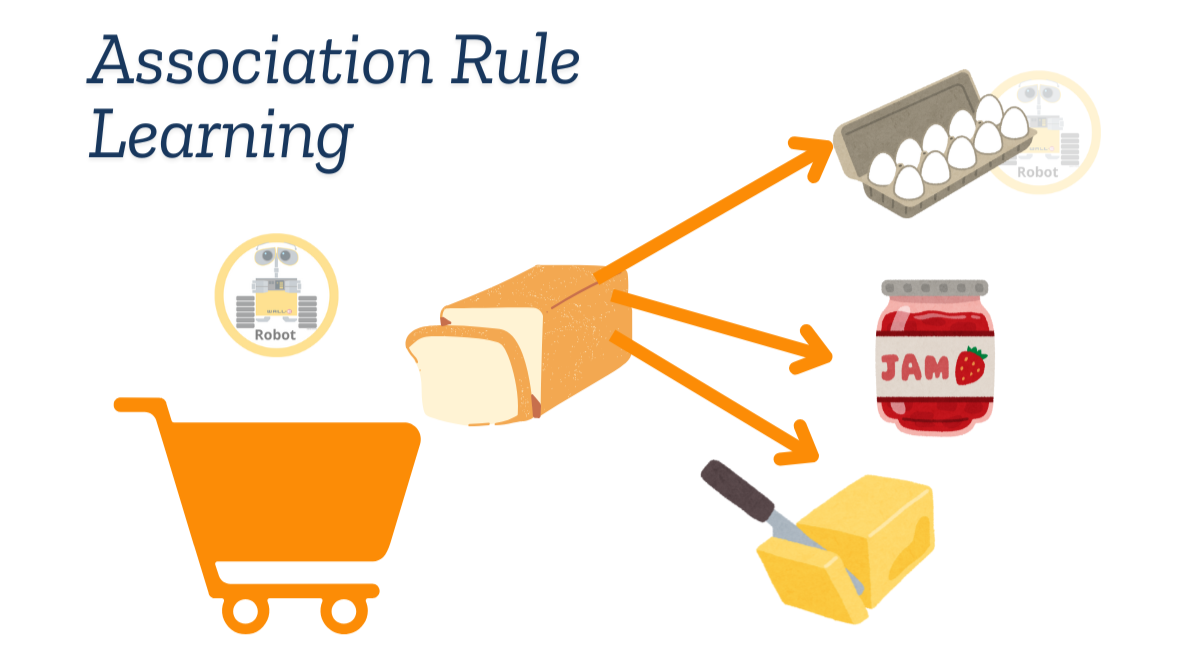 Association Rule
Learning
Robot
Robot
JAM